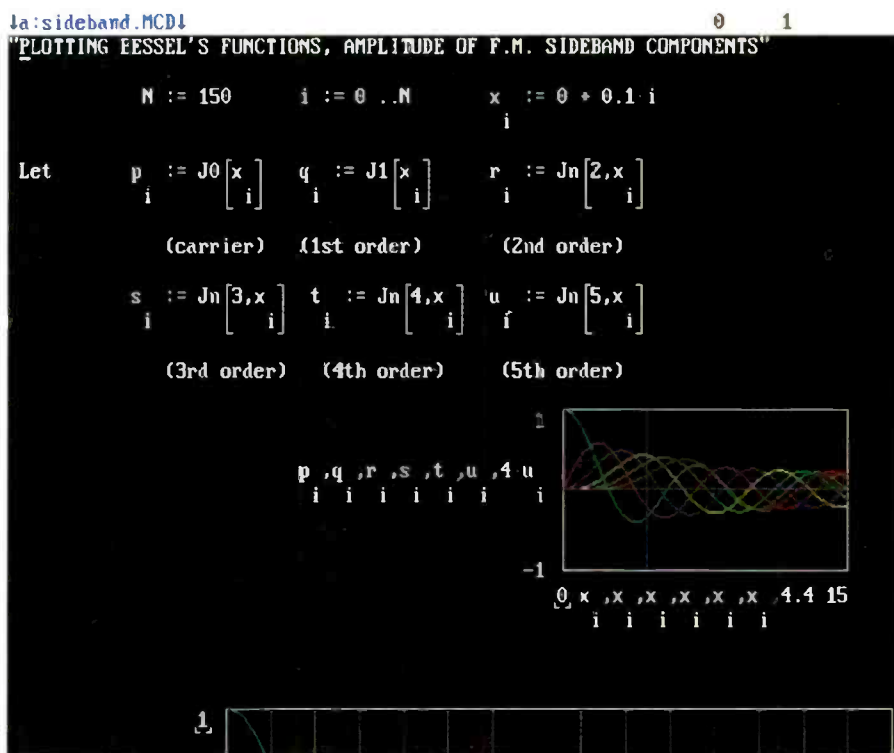 ↓a:sideband.MCD↓ 0 1
"PLOTTING EESSEL'S FUNCTIONS, AMPLITUDE OF F.M. SIDEBAND COMPONENTS"
N := 150 i := 0 ..N x := 0 + 0.1·i
i
Let p := J0[x ] q := J1[x ] r := Jn[2,x ]
i i i i i i
(carrier) (1st order) (2nd order)
s := Jn[3,x ] t := Jn[4,x ] u := Jn[5,x ]
i i i i i i
(3rd order) (4th order) (5th order)
1
p ,q ,r ,s ,t ,u ,4·u
i i i i i i i
-1
0 x ,x ,x ,x ,x ,x ,4.4 15
i i i i i i
1